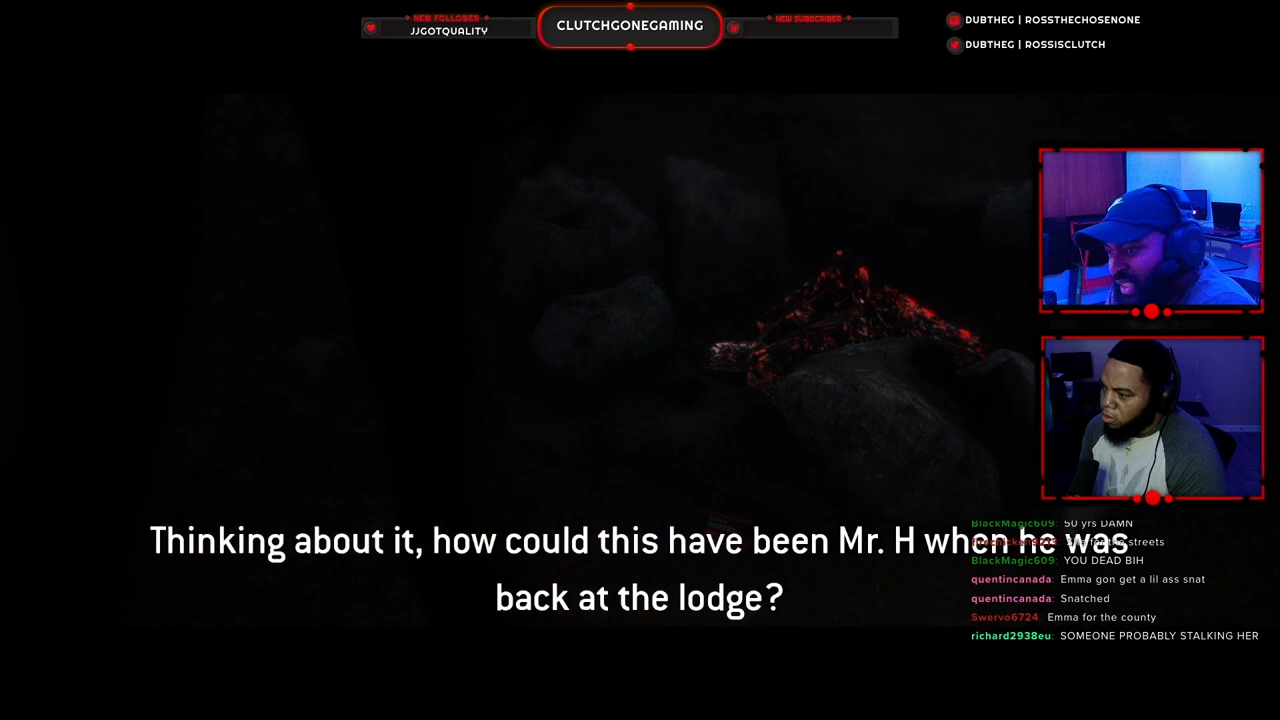 NEW FOLLOWER
JJGOTQUALITY
CLUTCHGONEGAMING
NEW SUBSCRIBER
DUBTHEG | ROSSTHECHOSENONE
DUBTHEG | ROSSISCLUTCH
Thinking about it, how could this have been Mr. H when he was
back at the lodge?
BlackMagic609: 50 yrs DAMN
streets
BlackMagic609: YOU DEAD BIH
quentincanada: Emma gon get a lil ass snat
quentincanada: Snatched
Swervo6724: Emma for the county
richard2938eu: SOMEONE PROBABLY STALKING HER